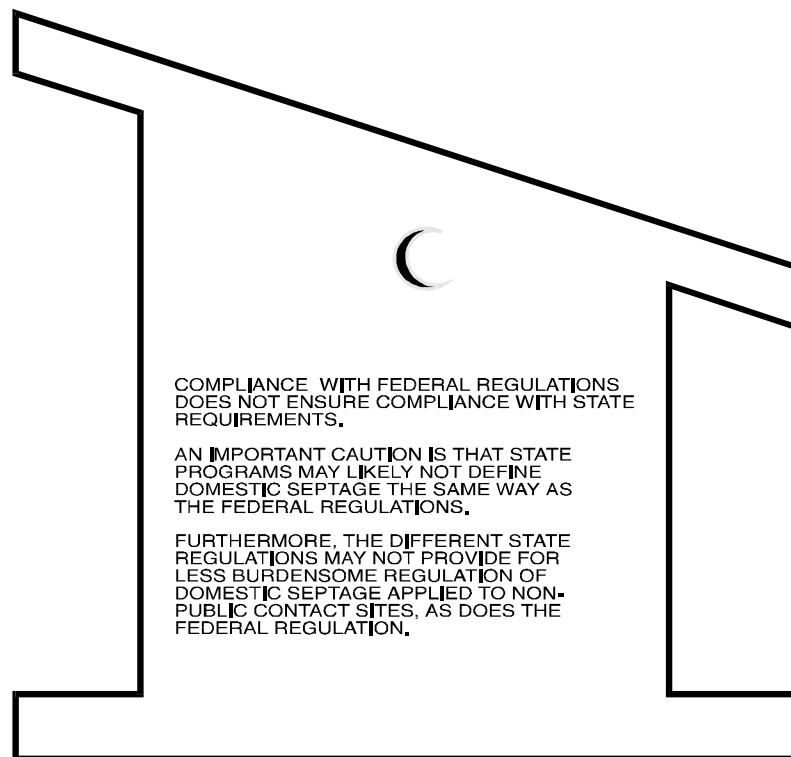 COMPLIANCE WITH FEDERAL REGULATIONS
DOES NOT ENSURE COMPLIANCE WITH STATE
REQUIREMENTS.
AN IMPORTANT CAUTION IS THAT STATE
PROGRAMS MAY LIKELY NOT DEFINE
DOMESTIC SEPTAGE THE SAME WAY AS
THE FEDERAL REGULATIONS.
FURTHERMORE, THE DIFFERENT STATE
REGULATIONS MAY NOT PROVIDE FOR
LESS BURDENSOME REGULATION OF
DOMESTIC SEPTAGE APPLIED TO NON-
PUBLIC CONTACT SITES, AS DOES THE
FEDERAL REGULATION.